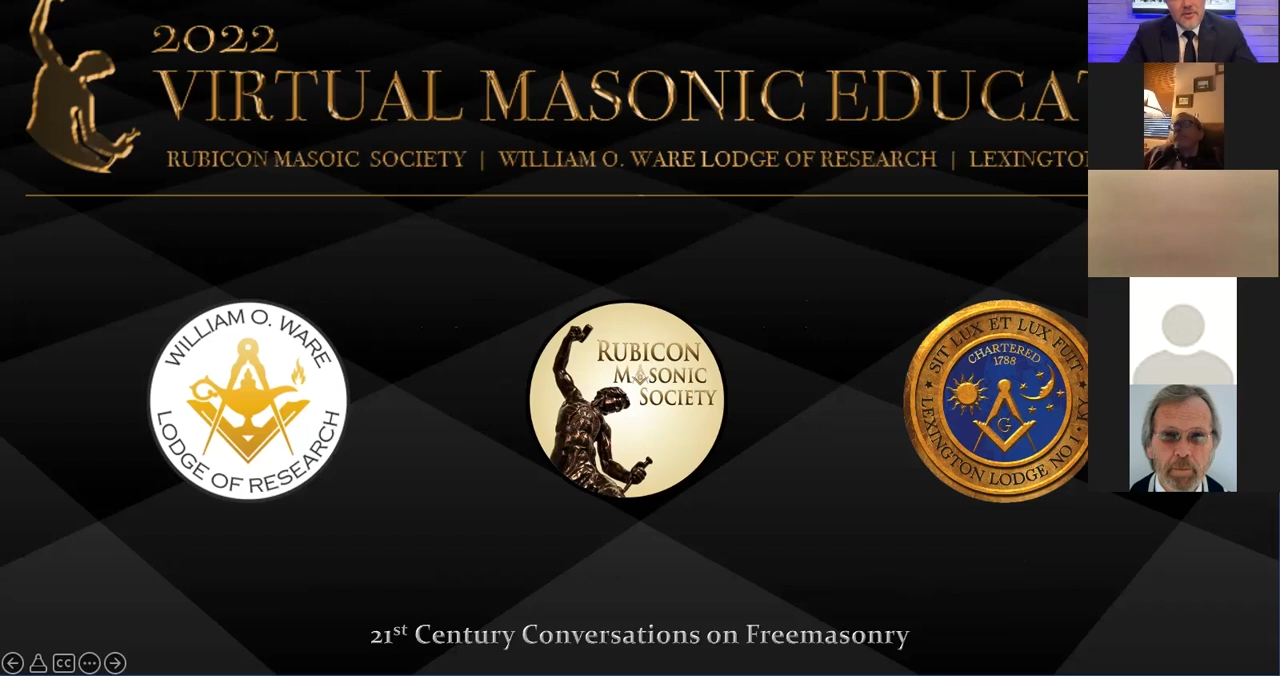 2022
VIRTUAL MASONIC EDUCAT
RUBICON MASOIC SOCIETY | WILLIAM O. WARE LODGE OF RESEARCH | LEXINGTO
WILLIAM O. WARE
LODGE OF RESEARCH
RUBICON
MASONIC
SOCIETY
SIT LUX ET LUX FUIT
CHARTERED
1788
G
LEXINGTON LODGE NO 1 · KY
21st Century Conversations on Freemasonry
CC